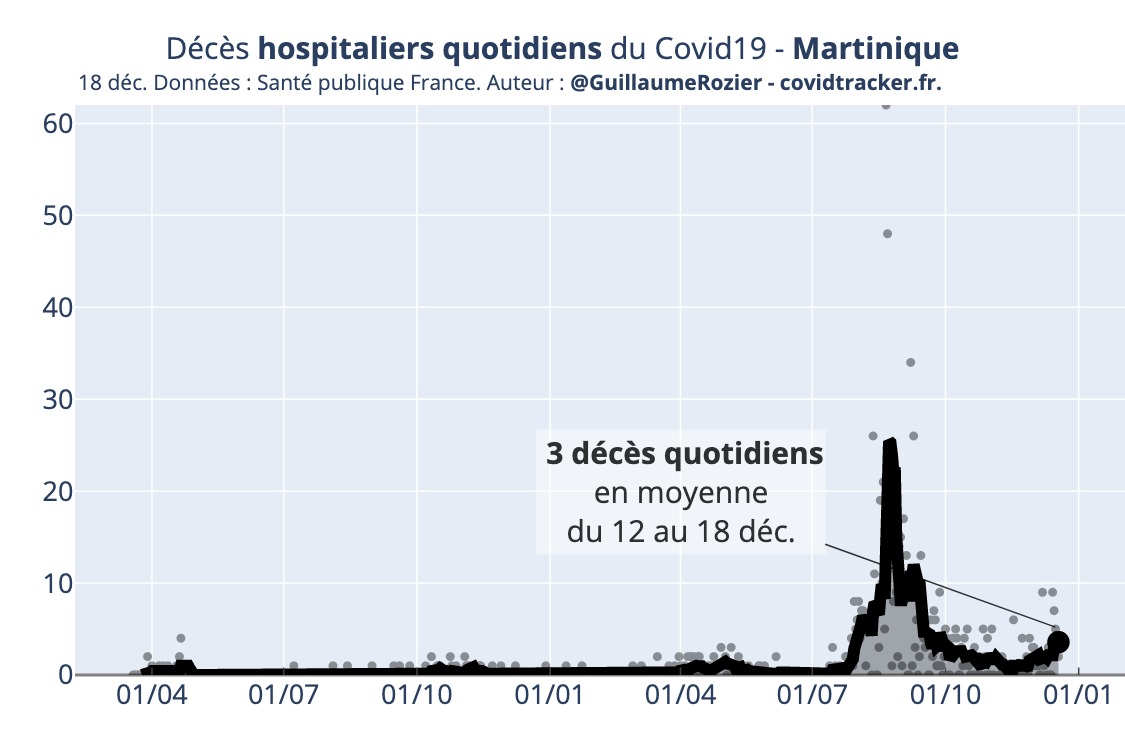 Décès hospitaliers quotidiens du Covid19 - Martinique
18 déc. Données : Santé publique France. Auteur : @GuillaumeRozier - covidtracker.fr.
60
50
40
30
20
10
0
3 décès quotidiens
en moyenne
du 12 au 18 déc.
01/04 01/07 01/10 01/01 01/04 01/07 01/10 01/01